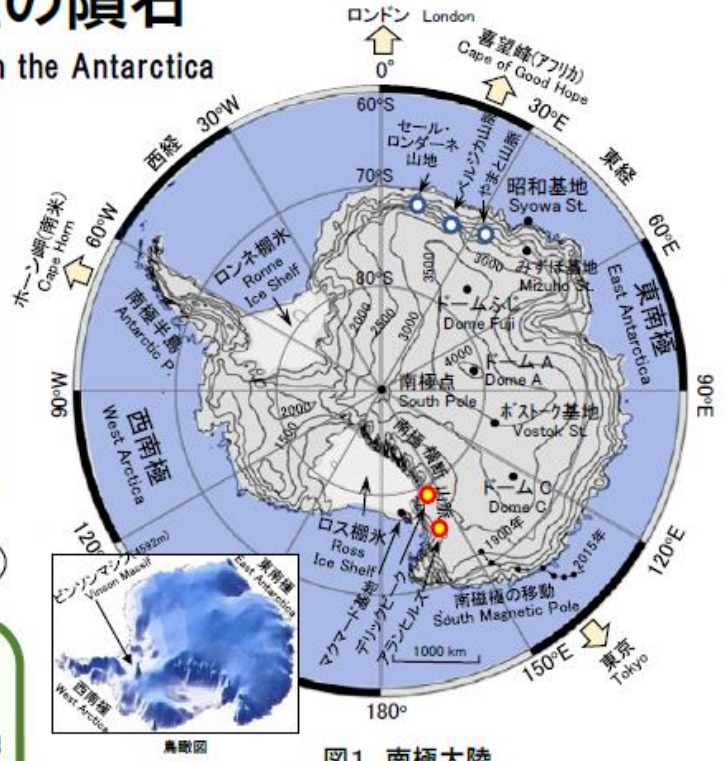 の隕石
the Antarctica
ロンドン London
喜望峰(アフリカ)
Cape of Good Hope
0°
30°W
30°E
西経
東経
60°S
セール・
ロンダーネ
山地
ベルジカ山脈
やまと山脈
昭和基地
Syowa St.
70°S
ホーン岬(南米)
Cape Horn
60°W
60°E
ロンネ棚氷
Ronne
Ice Shelf
みずほ基地
Mizuho St.
3500
3000
東南極
East Antarctica
南極半島
Antarctic P.
80°S
2000
2500
3000
ドームふじ
Dome Fuji
4000
ドーム A
Dome A
90°W
南極点
South Pole
90°E
2000
1500
ボストーク基地
Vostok St.
西南極
West Arctica
南極横断
山脈
ドーム C
Dome C
ロス棚氷
Ross
Ice Shelf
1900年
2015年
120°
120°E
マクマード基地
デリックピーク
アランヒルズ
南磁極の移動
South Magnetic Pole
1000 km
150°E
東京
Tokyo
180°
ビンソンマシフ(4892m)
Vinson Massif
東南極
East Antarctica
西南極
West Arctica
鳥瞰図
図1 南極大陸